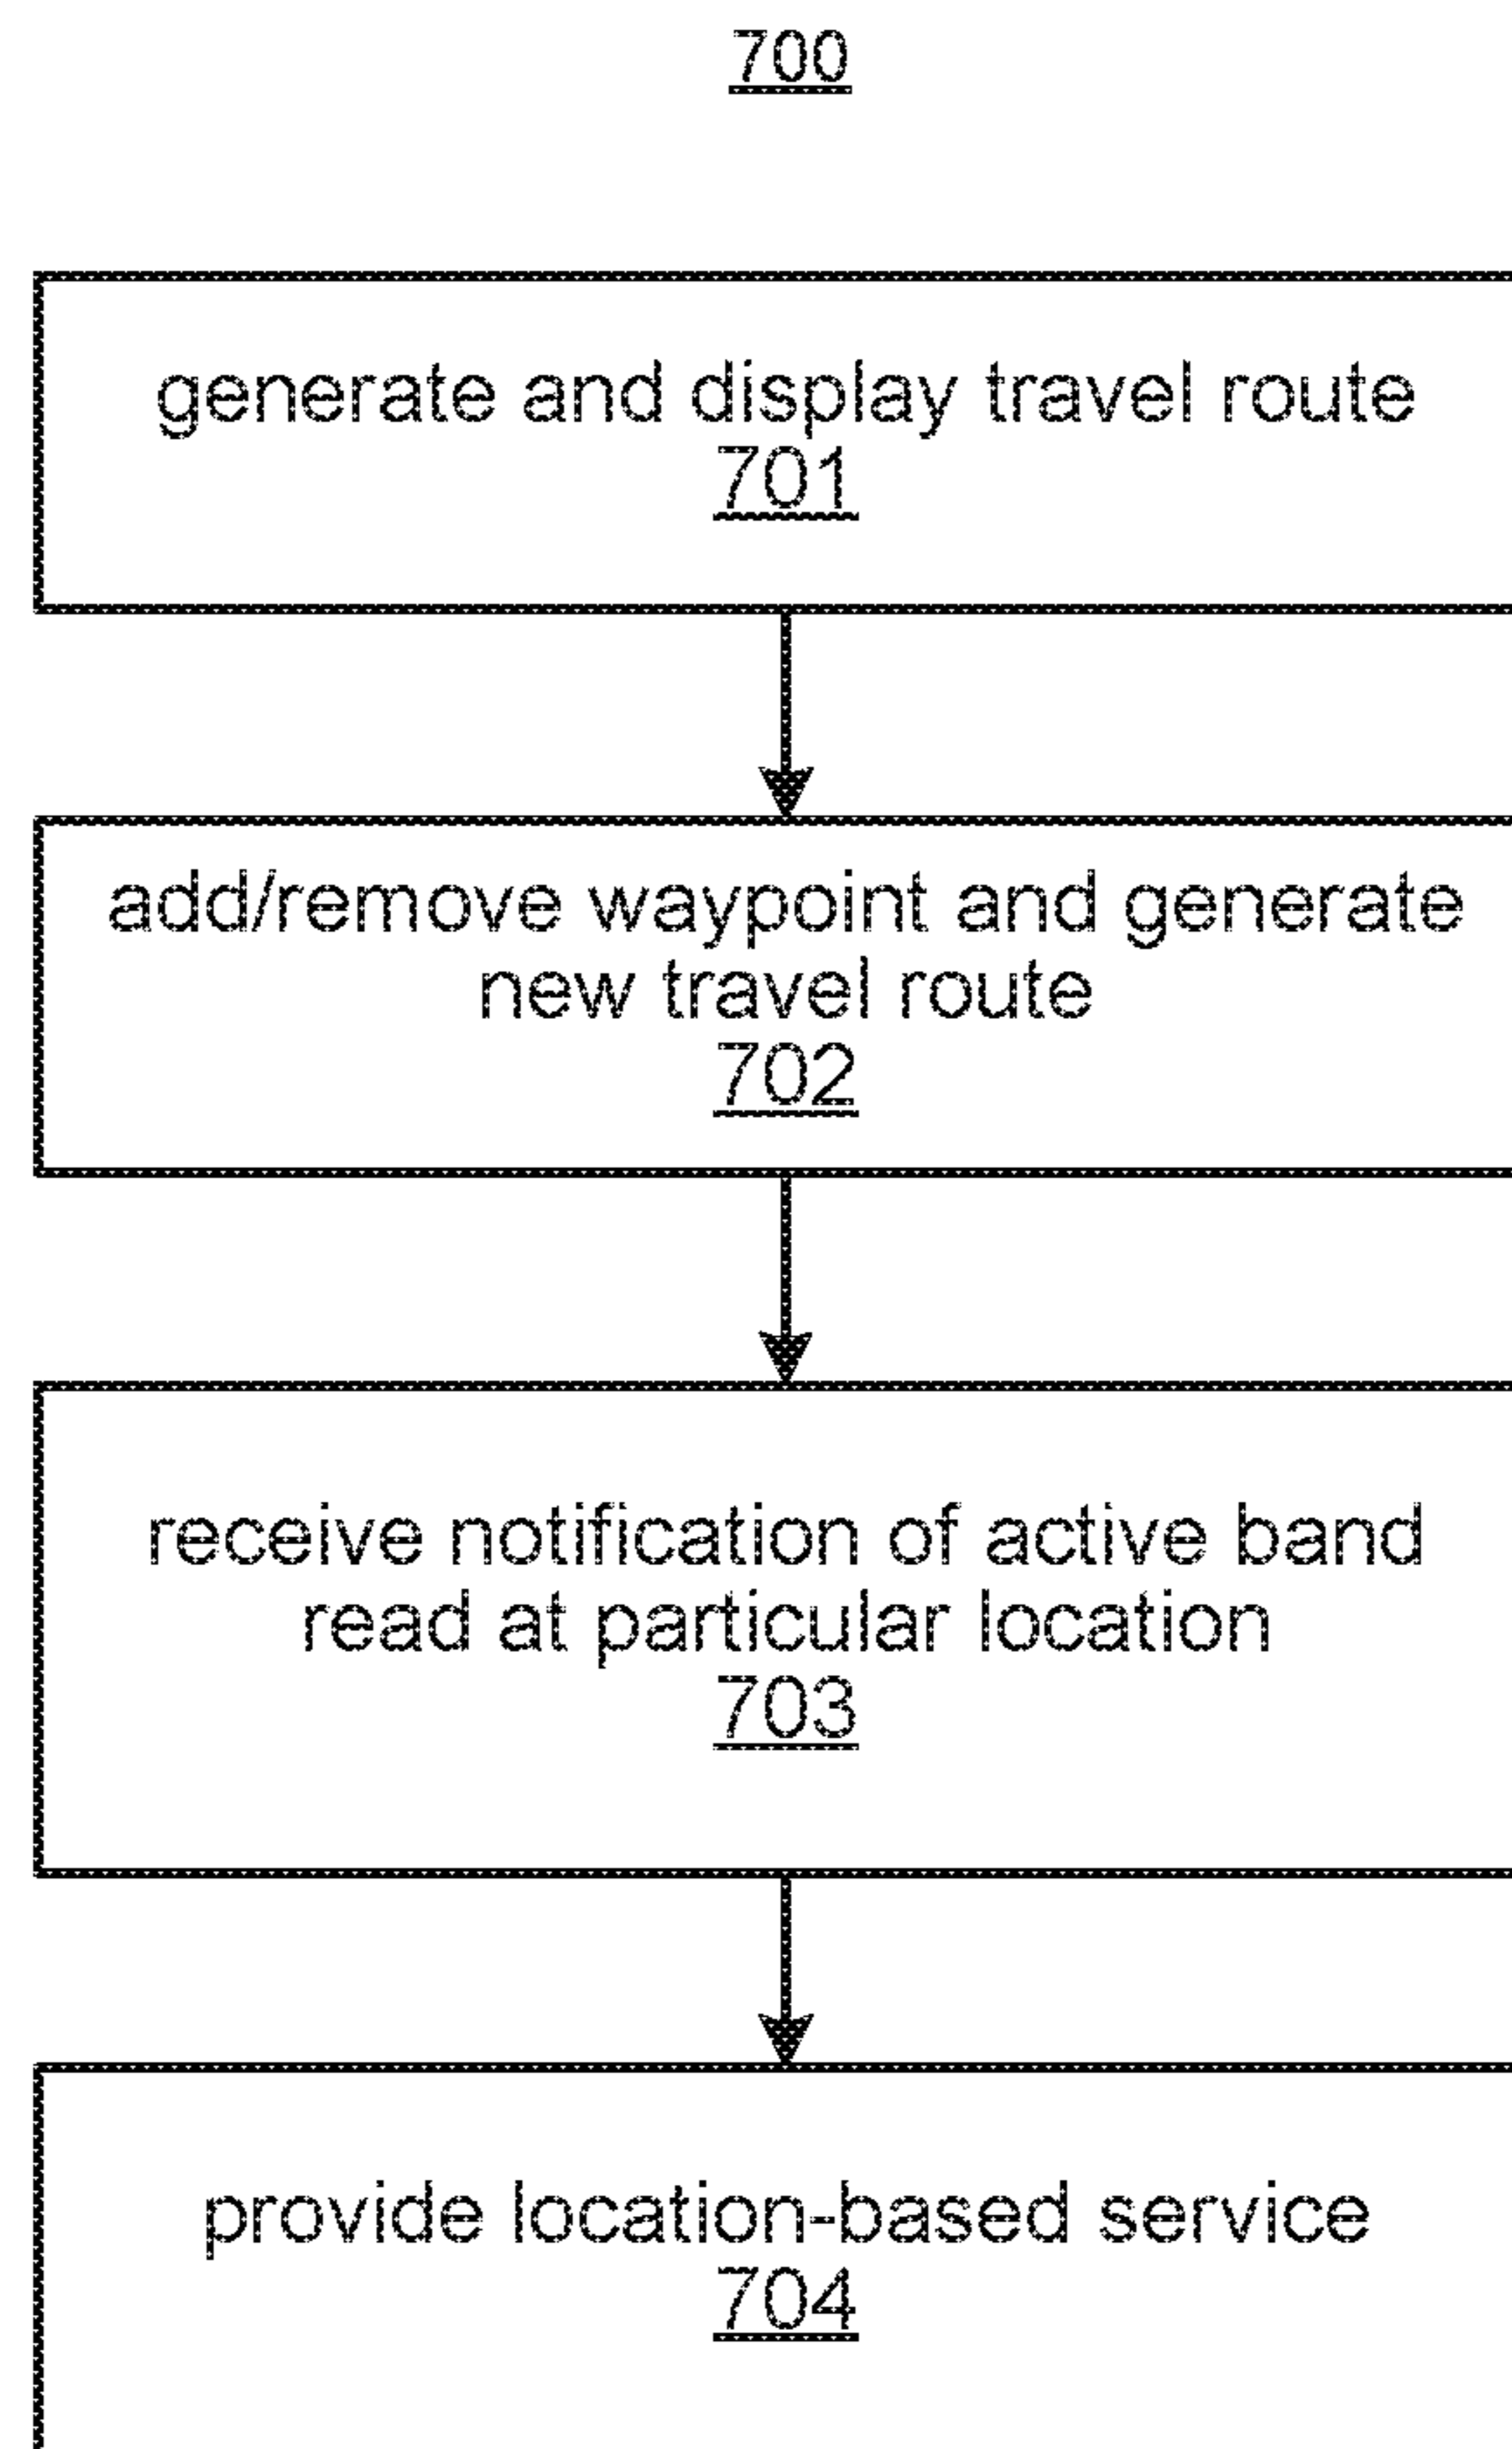 700
generate and display travel route
701
add/remove waypoint and generate
new travel route
702
receive notification of active band
read at particular location
703
provide location-based service
704